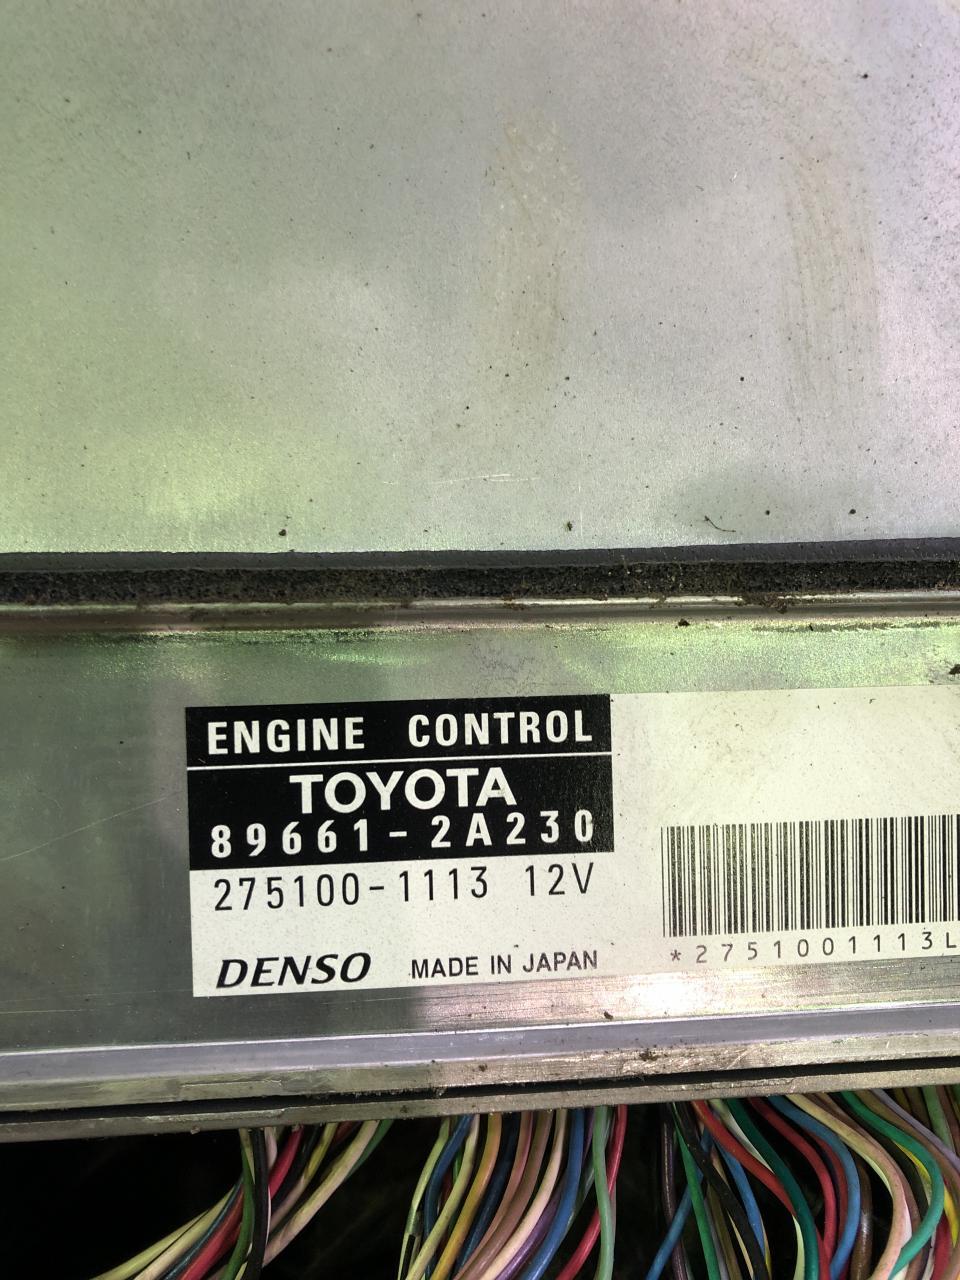 ENGINE CONTROL
TOYOTA
89661-2A230
275100-1113 12V
DENSO MADE IN JAPAN
*2751001113L